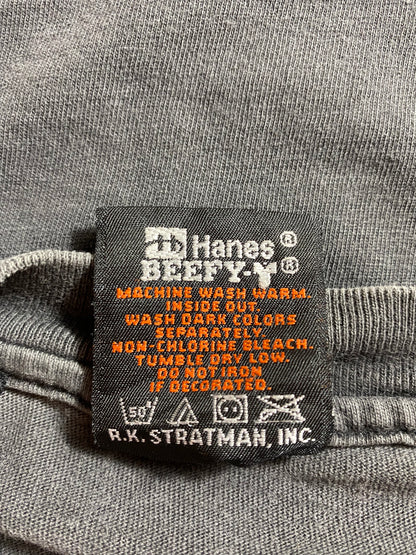 Hanes®
BEEFY-T®
MACHINE WASH WARM.
INSIDE OUT.
WASH DARK COLORS
SEPARATELY.
NON-CHLORINE BLEACH.
TUMBLE DRY LOW.
DO NOT IRON
IF DECORATED.
50°
R.K. STRATMAN, INC.